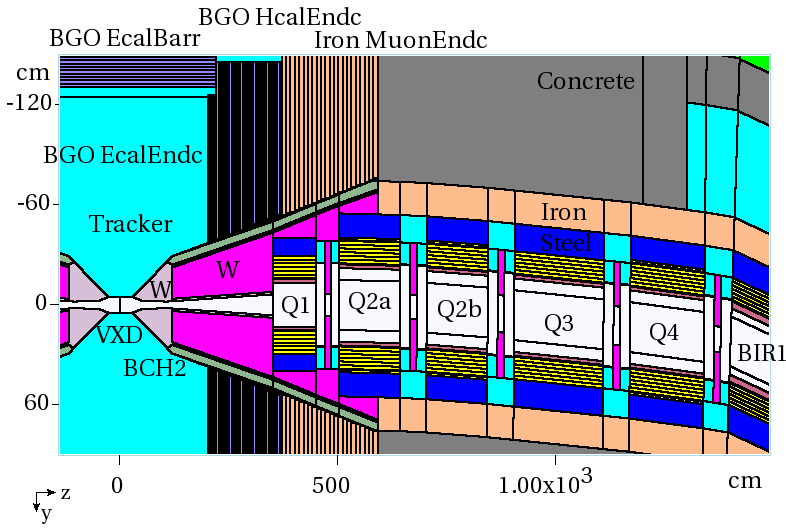 BGO HcalEndc
BGO EcalBarr
Iron MuonEndc
cm
Concrete
-120
BGO EcalEndc
-60
Iron
Tracker
Steel
W
W
0
Q1
Q2a
Q2b
Q3
Q4
VXD
BIR1
BCH2
60
0
500
1.00x10³
cm
z
y